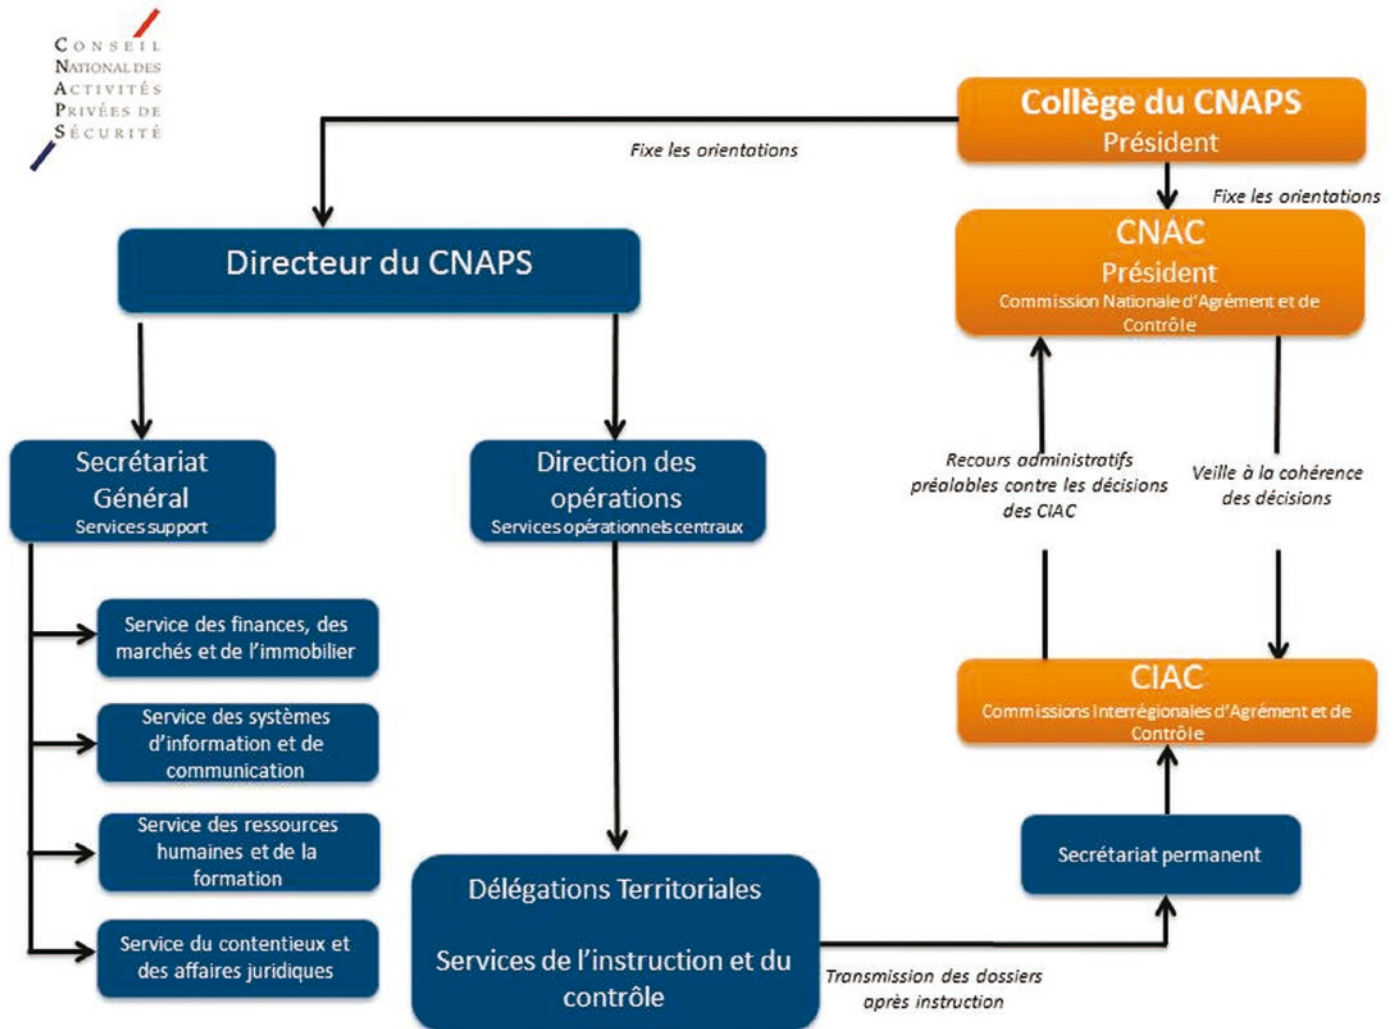 CONSEIL
NATIONAL DES
ACTIVITÉS
PRIVÉES DE
SÉCURITÉ
Collège du CNAPS
Président
Fixe les orientations
Fixe les orientations
Directeur du CNAPS
CNAC
Président
Commission Nationale d'Agrément et de
Contrôle
Secrétariat
Général
Services support
Direction des
opérations
Services opérationnels centraux
Recours administratifs
préalables contre les décisions
des CIAC
Veille à la cohérence
des décisions
Service des finances, des
marchés et de l'immobilier
Service des systèmes
d'information et de
communication
Service des ressources
humaines et de la
formation
Service du contentieux et
des affaires juridiques
CIAC
Commissions Interrégionales d'Agrément et de
Contrôle
Secrétariat permanent
Délégations Territoriales
Services de l'instruction et du
contrôle
Transmission des dossiers
après instruction